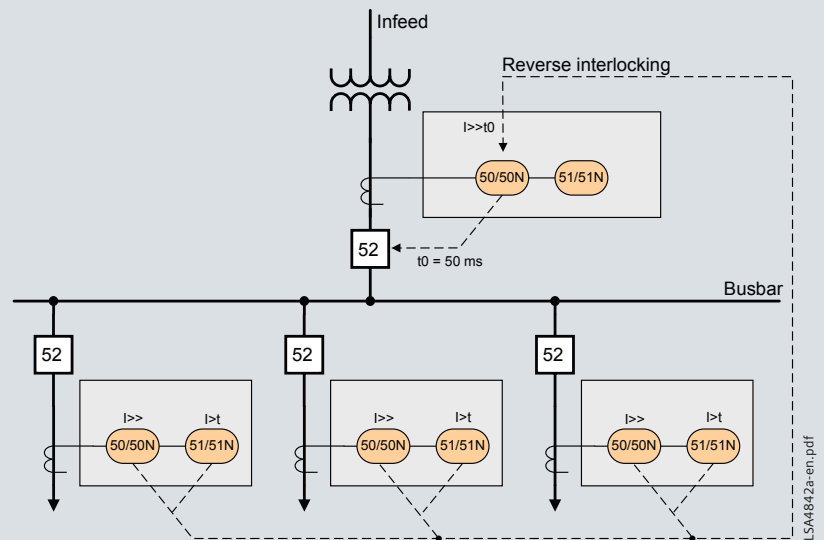 Infeed
Reverse interlocking
I>>t0
50/50N
51/51N
52
t0 = 50 ms
Busbar
52
52
52
I>>
I>t
I>>
I>t
I>>
I>t
50/50N
51/51N
50/50N
51/51N
50/50N
51/51N
LSA4842a-en.pdf